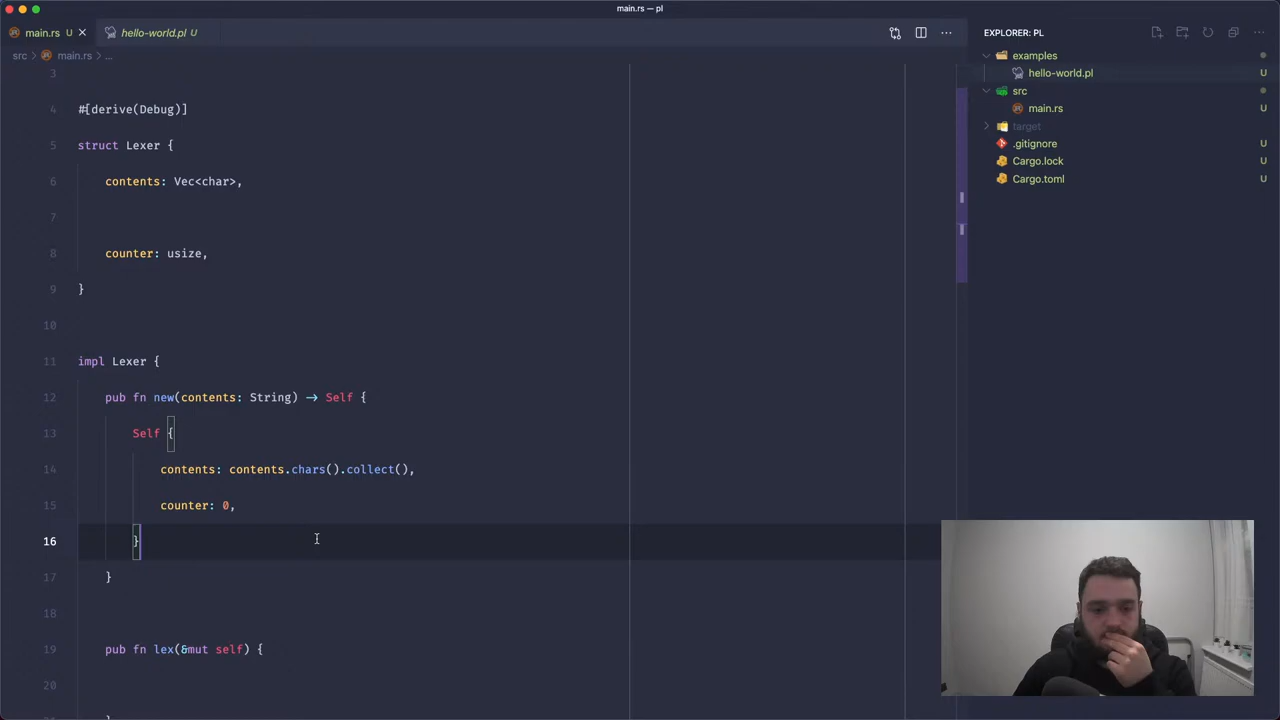 main.rs — pl
main.rs U
hello-world.pl U
EXPLORER: PL
src > main.rs > ...
examples
hello-world.pl U
src
main.rs U
target
.gitignore U
Cargo.lock U
Cargo.toml U
3
4 #[derive(Debug)]
5 struct Lexer {
6 contents: Vec<char>,
7
8 counter: usize,
9 }
10
11 impl Lexer {
12 pub fn new(contents: String) -> Self {
13 Self {
14 contents: contents.chars().collect(),
15 counter: 0,
16 }
17 }
18
19 pub fn lex(&mut self) {
20
21 }